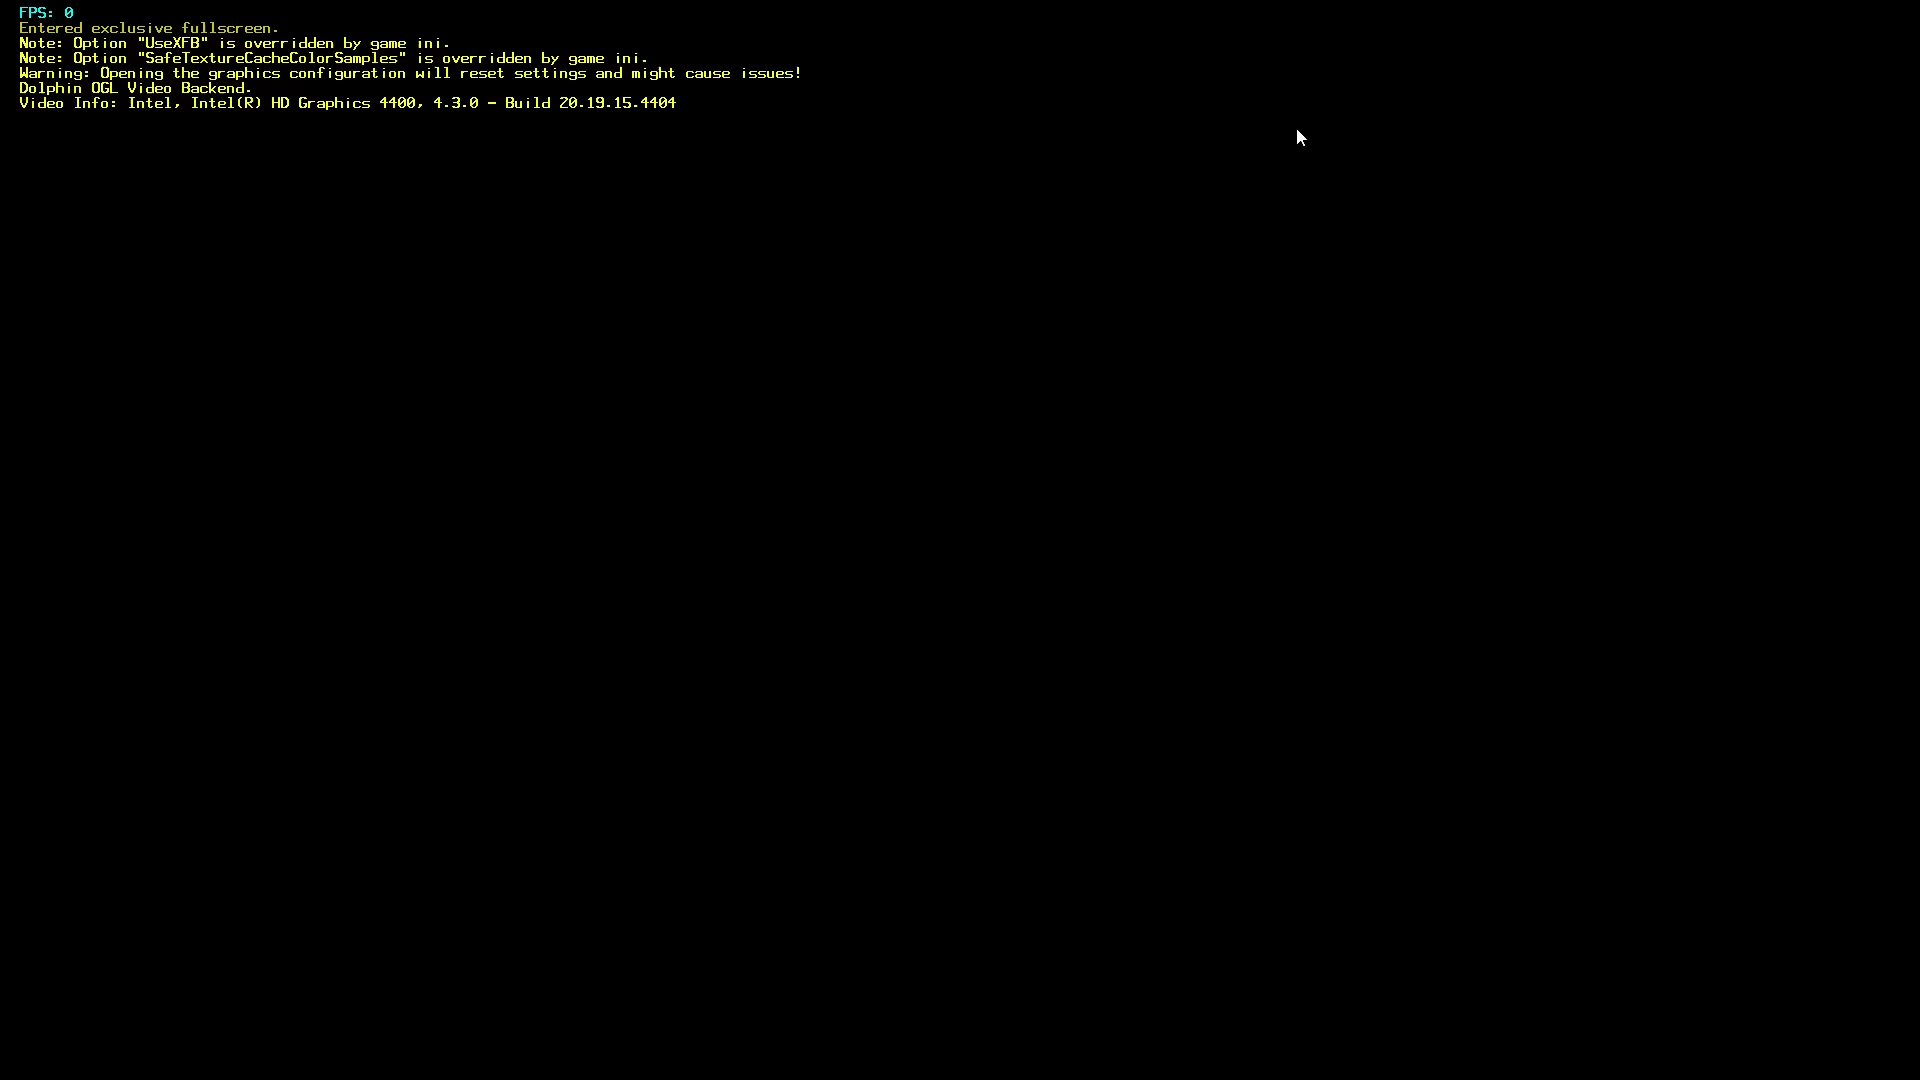 FPS: 0
Entered exclusive fullscreen.
Note: Option "UseXFB" is overridden by game ini.
Note: Option "SafeTextureCacheColorSamples" is overridden by game ini.
Warning: Opening the graphics configuration will reset settings and might cause issues!
Dolphin OGL Video Backend.
Video Info: Intel, Intel(R) HD Graphics 4400, 4.3.0 - Build 20.19.15.4404